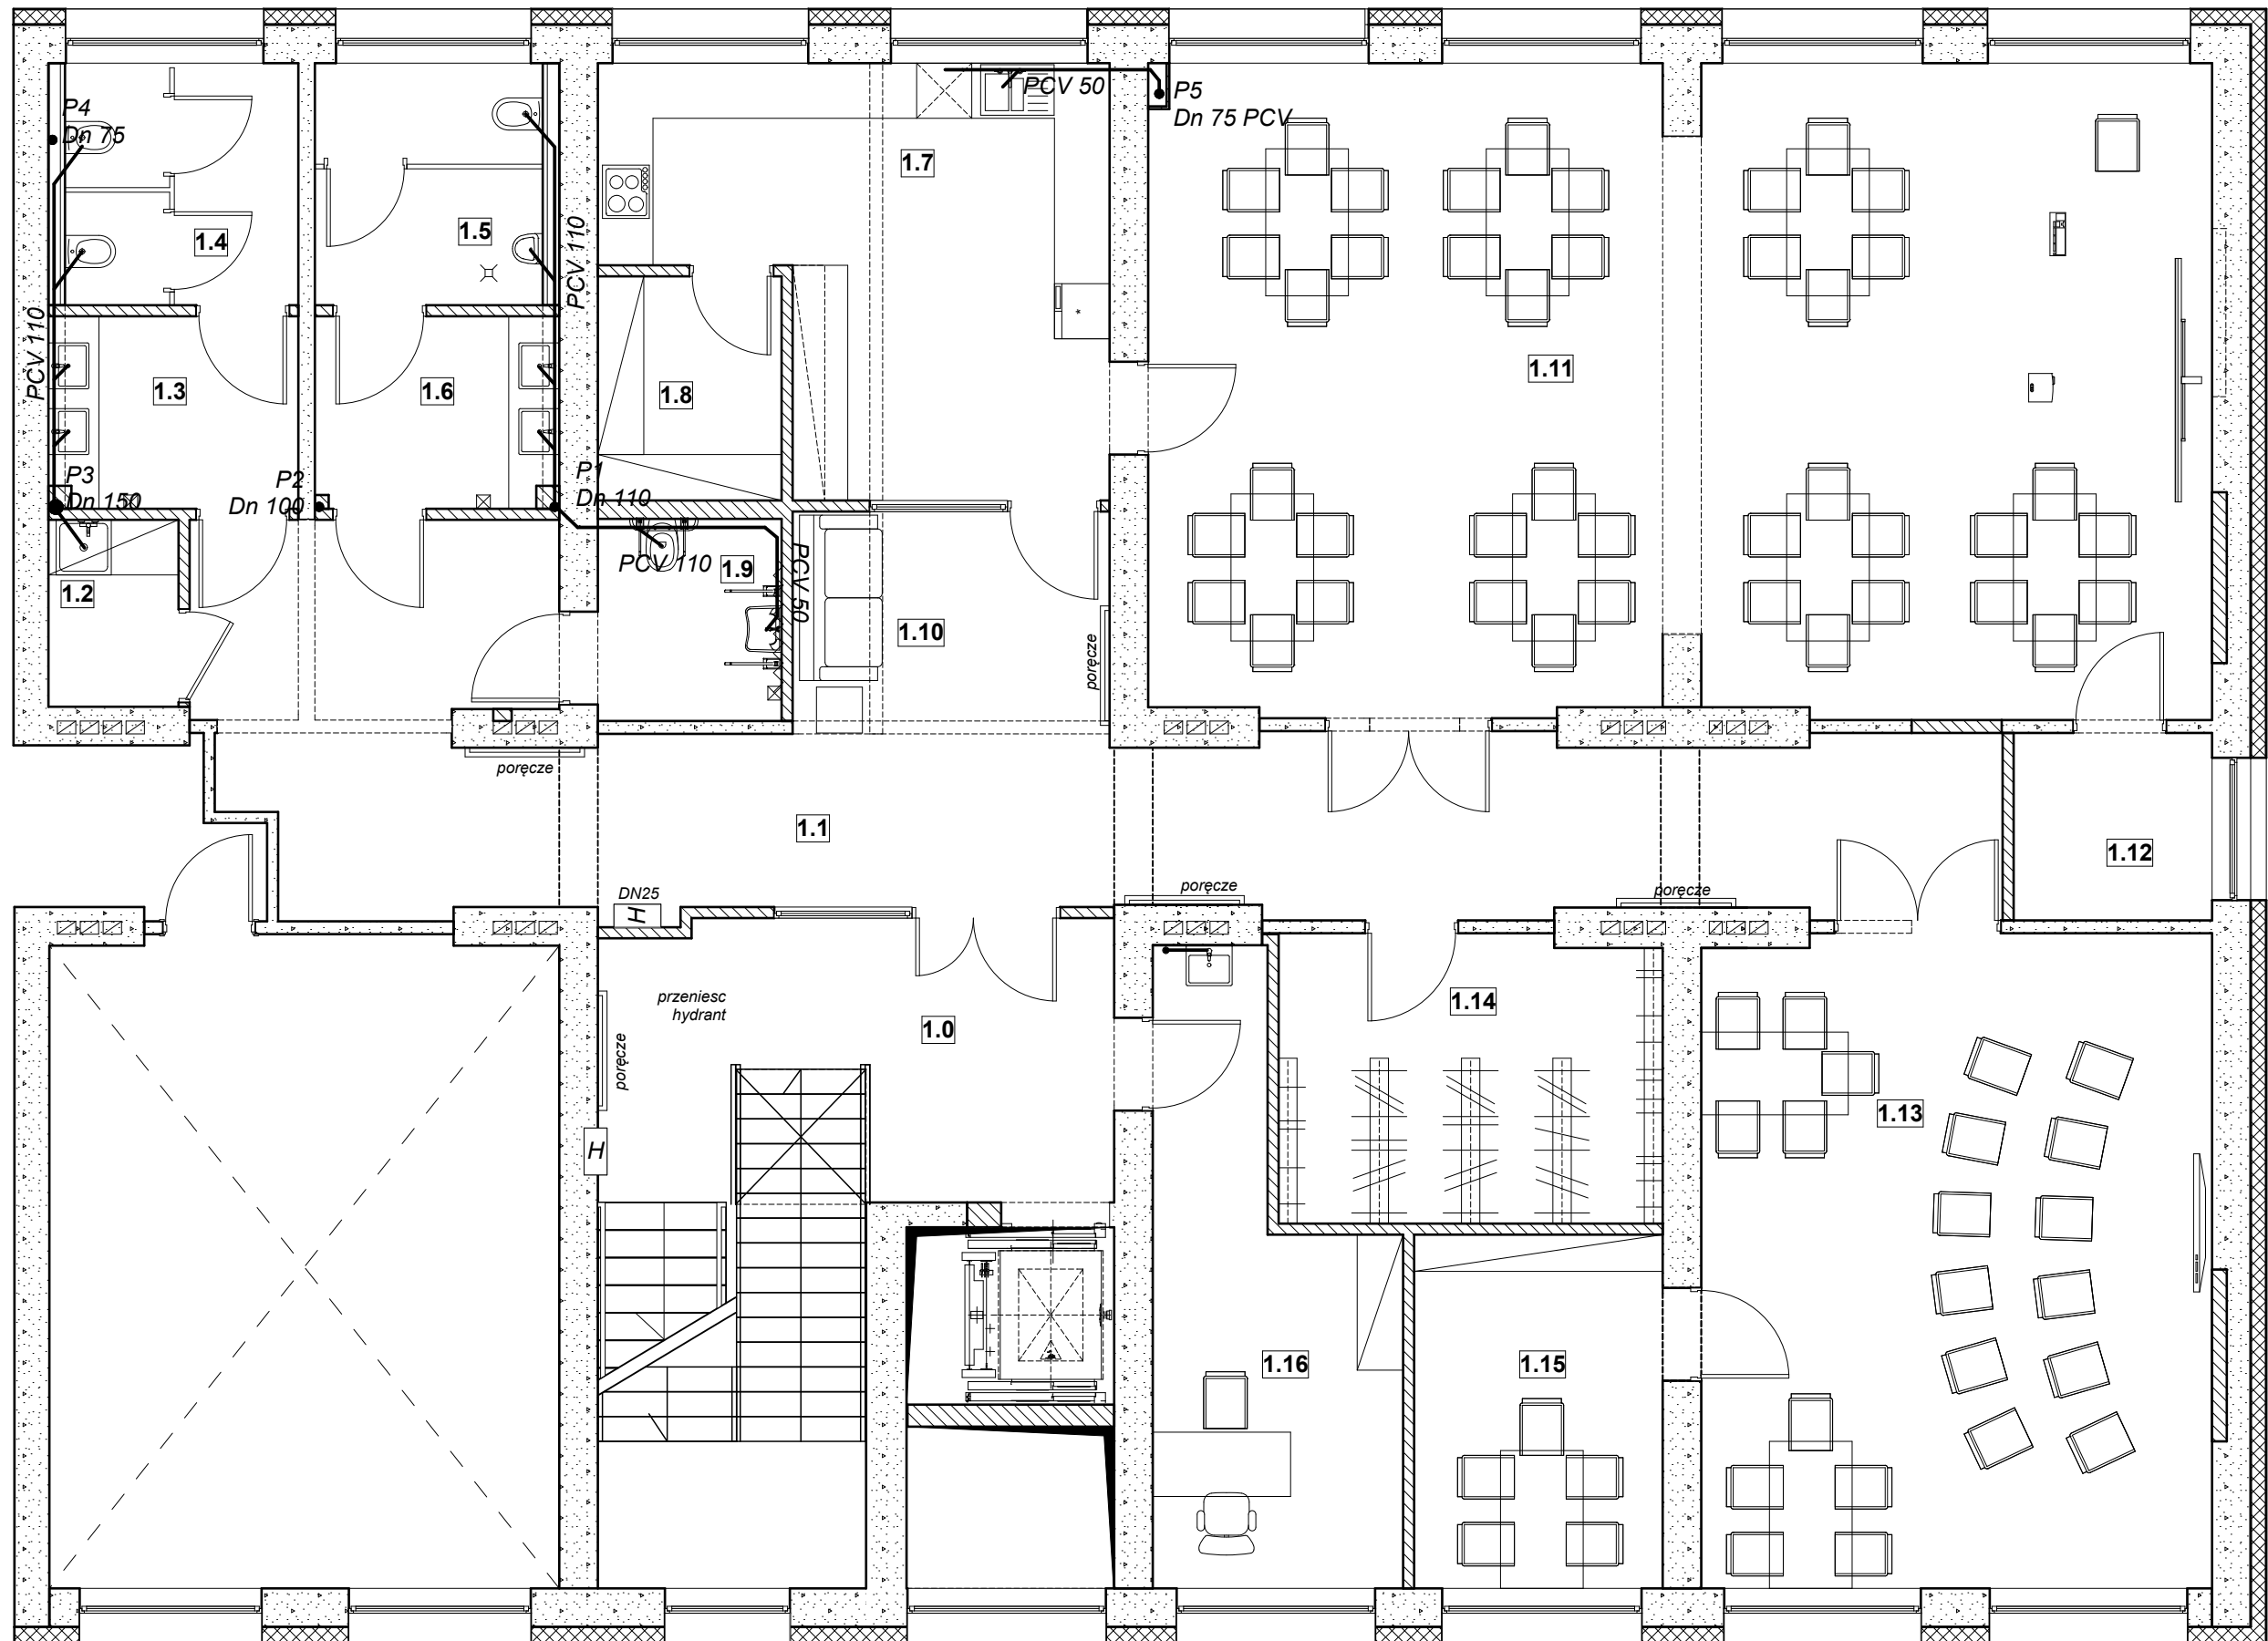 P4
Dn 75
PCV 50
P5
Dn 75 PCV
1.7
1.5
1.4
PCV 110
PCV 110
1.11
1.3
1.6
1.8
P3
Dn 150
P2
Dn 100
P1
Dn 110
PCV 110
1.9
PCV 50
1.2
1.10
poręcze
poręcze
1.1
1.12
DN25
H
poręcze
poręcze
przeniesc
hydrant
1.14
1.0
poręcze
1.13
H
1.16
1.15